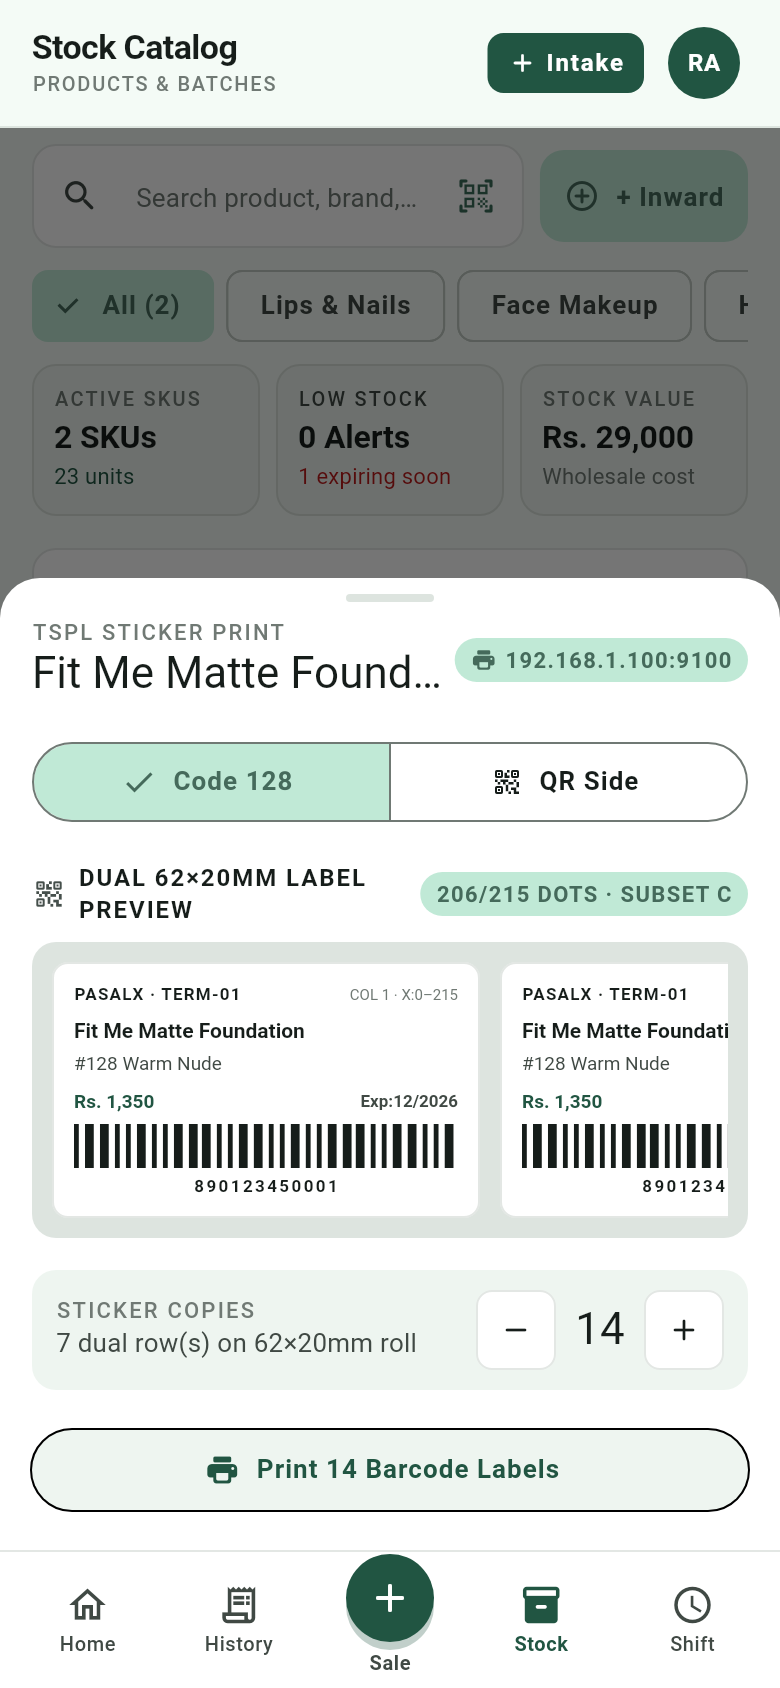 Stock Catalog
PRODUCTS & BATCHES
Intake
RA
Search product, brand,...
+ Inward
All (2)
Lips & Nails
Face Makeup
ACTIVE SKUS
2 SKUs
23 units
LOW STOCK
0 Alerts
1 expiring soon
STOCK VALUE
Rs. 29,000
Wholesale cost
TSPL STICKER PRINT
Fit Me Matte Found...
192.168.1.100:9100
Code 128
QR Side
DUAL 62×20MM LABEL
PREVIEW
206/215 DOTS · SUBSET C
PASALX · TERM-01
COL 1 · X:0–215
Fit Me Matte Foundation
#128 Warm Nude
Rs. 1,350
Exp:12/2026
890123450001
PASALX · TERM-01
Fit Me Matte Foundati
#128 Warm Nude
Rs. 1,350
8901234
STICKER COPIES
7 dual row(s) on 62×20mm roll
14
Print 14 Barcode Labels
Home
History
Sale
Stock
Shift